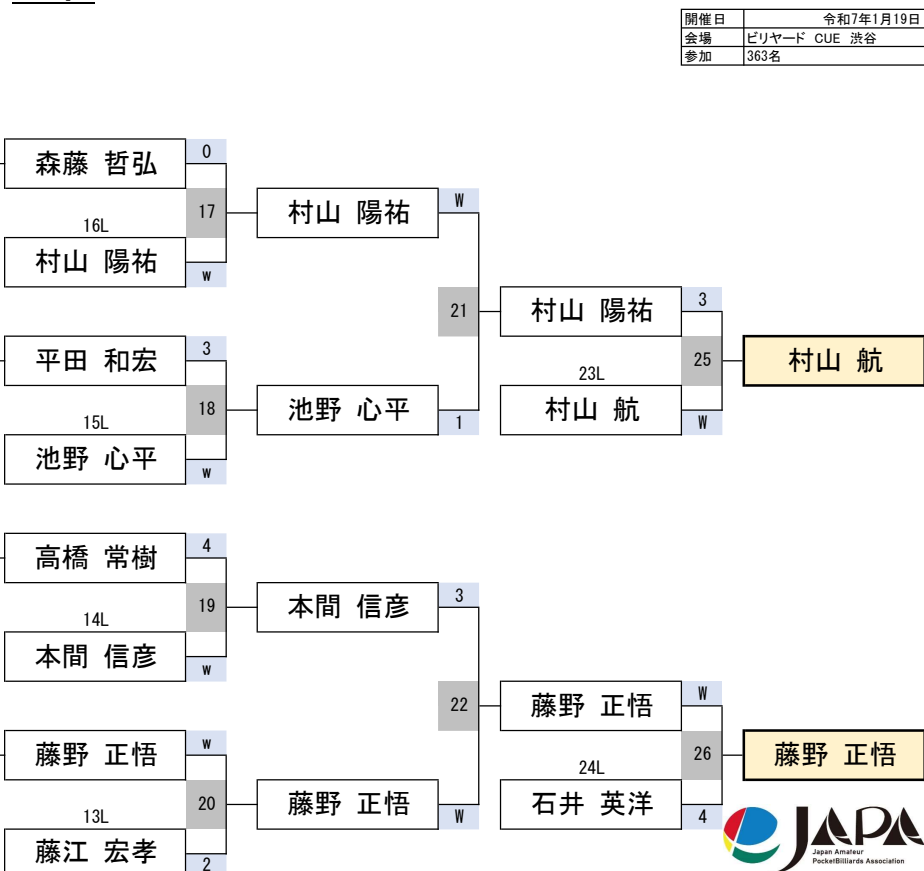 開催日 令和7年1月19日
会場 ビリヤード CUE 渋谷
参加 363名
森藤 哲弘 0
17
16L
村山 陽祐 W
村山 陽祐 W
平田 和宏 3
18
15L
池野 心平 W
池野 心平 1
21
村山 陽祐 3
25
23L
村山 航 W
村山 航
高橋 常樹 4
19
14L
本間 信彦 W
本間 信彦 3
藤野 正悟 W
20
13L
藤江 宏孝 2
藤野 正悟 W
22
藤野 正悟 W
26
24L
石井 英洋 4
藤野 正悟
JAPA
Japan Amateur
PocketBilliards Association